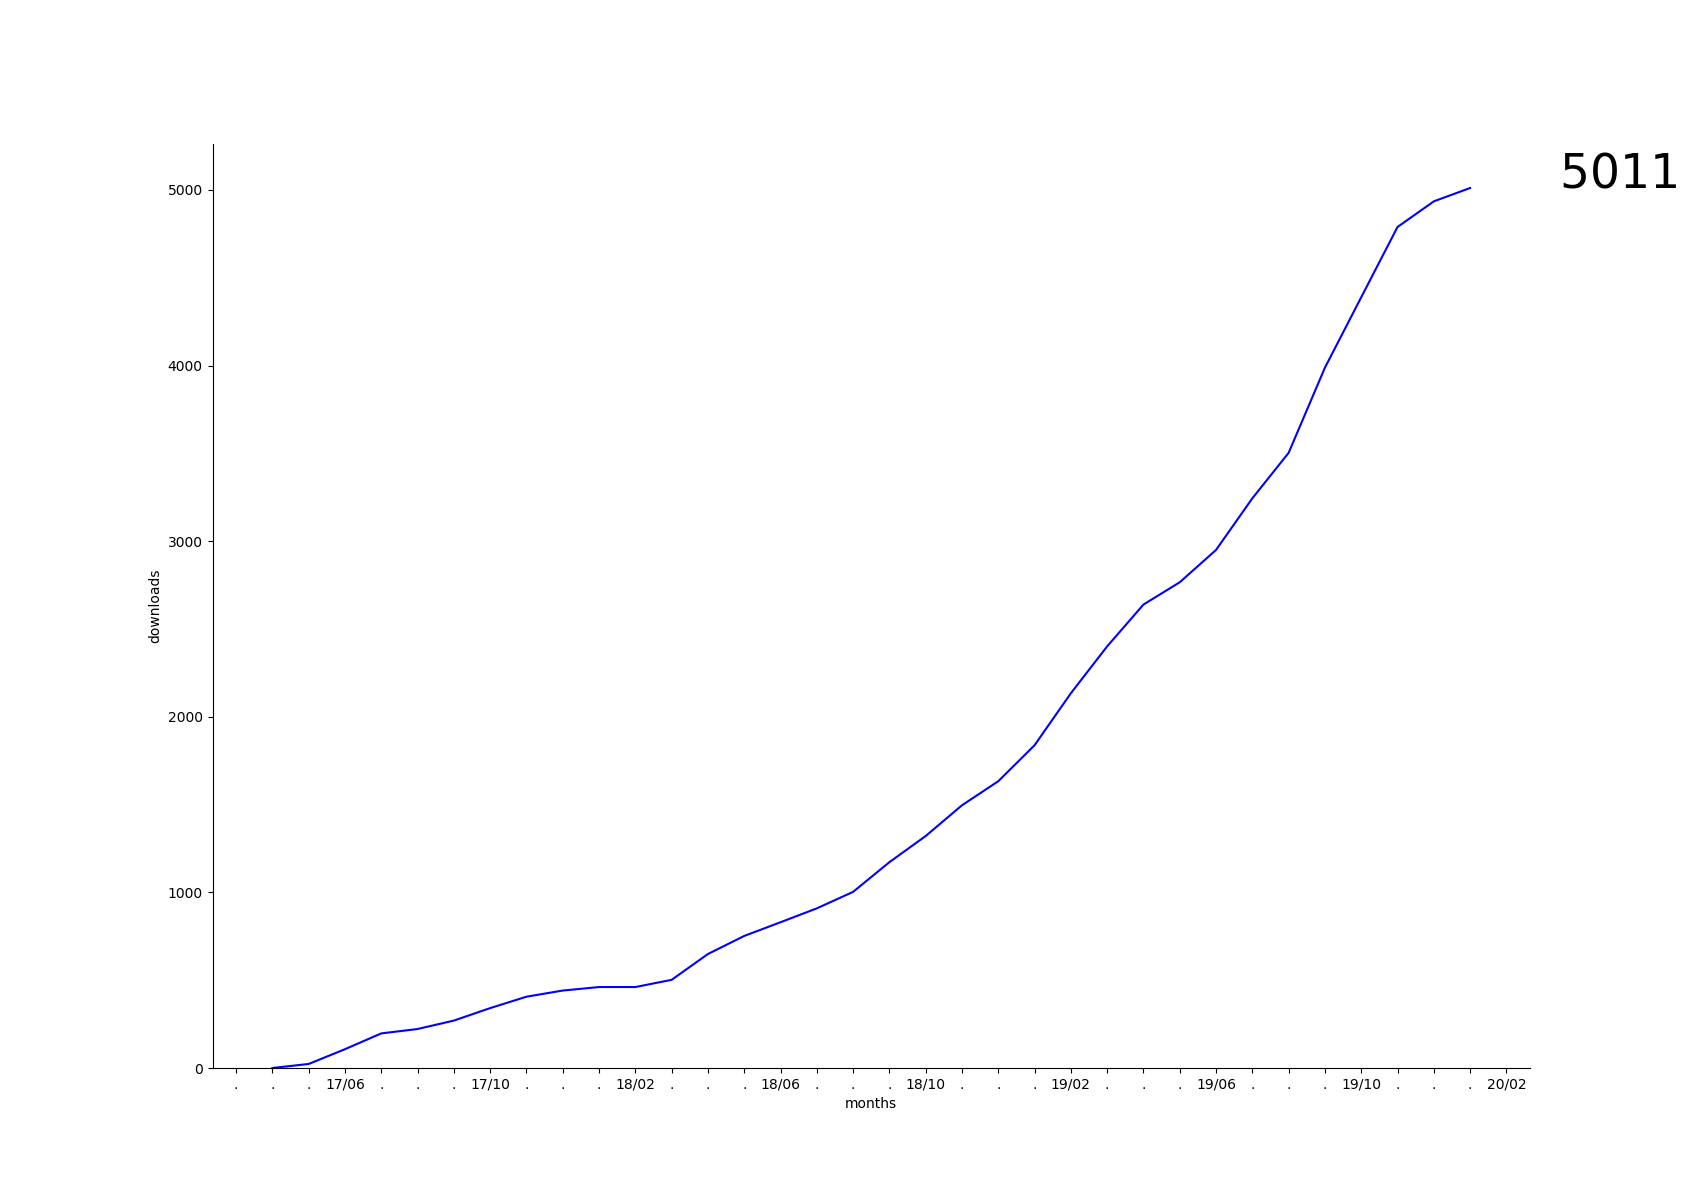 5011
5000
4000
3000
downloads
2000
1000
0
. . . 17/06 . . . 17/10 . . . 18/02 . . . 18/06 . . . 18/10 . . . 19/02 . . . 19/06 . . . 19/10 . . . 20/02
months